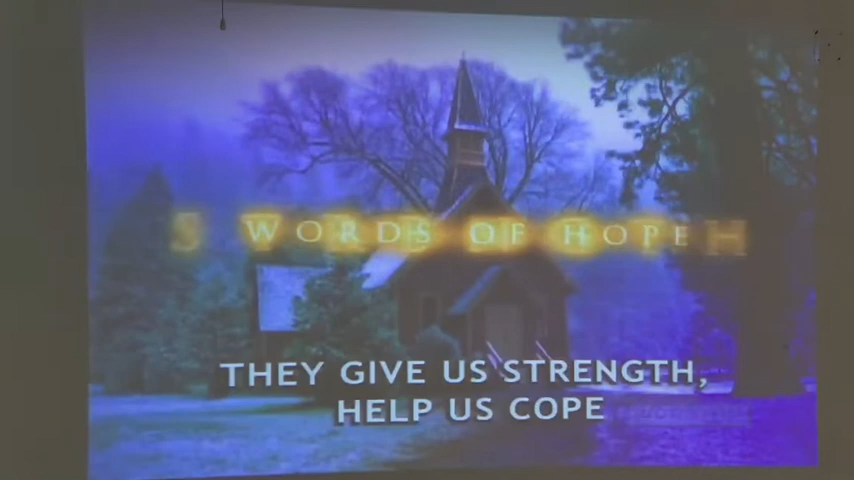 WORDS OF HOPE
THEY GIVE US STRENGTH,
HELP US COPE